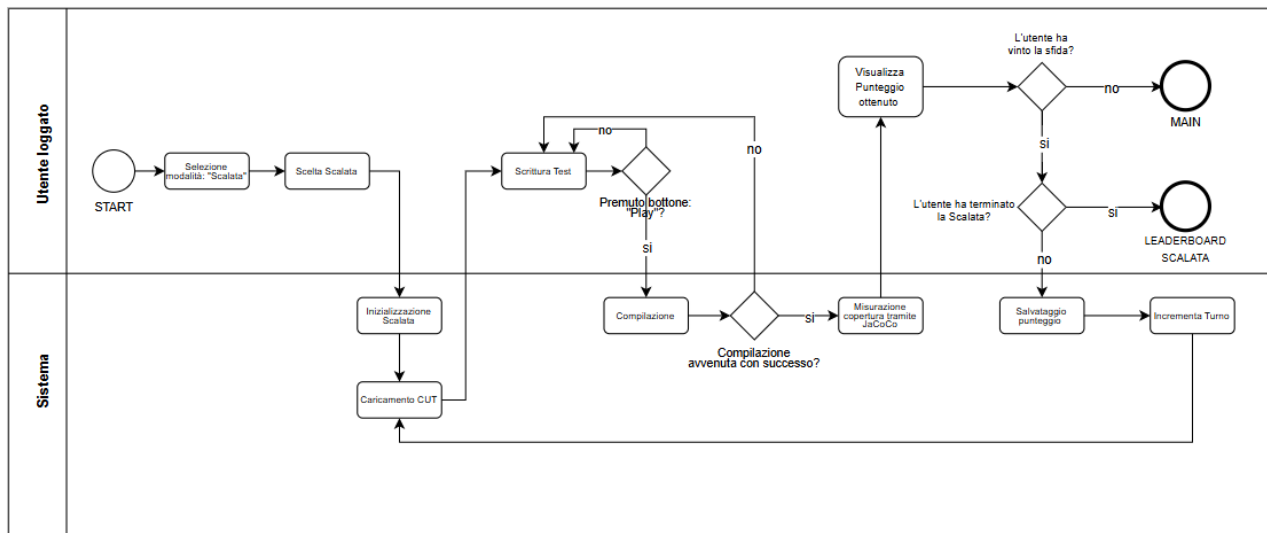 Utente loggato
START
Selezione
modalità: "Scalata"
Scelta Scalata
Scrittura Test
no
Premuto bottone:
"Play"?
si
no
Visualizza
Punteggio
ottenuto
L'utente ha
vinto la sfida?
no
MAIN
si
L'utente ha terminato
la Scalata?
si
LEADERBOARD
SCALATA
no
Sistema
Inizializzazione
Scalata
Caricamento CUT
Compilazione
Compilazione
avvenuta con successo?
si
Misurazione
copertura tramite
JaCoCo
Salvataggio
punteggio
Incrementa Turno